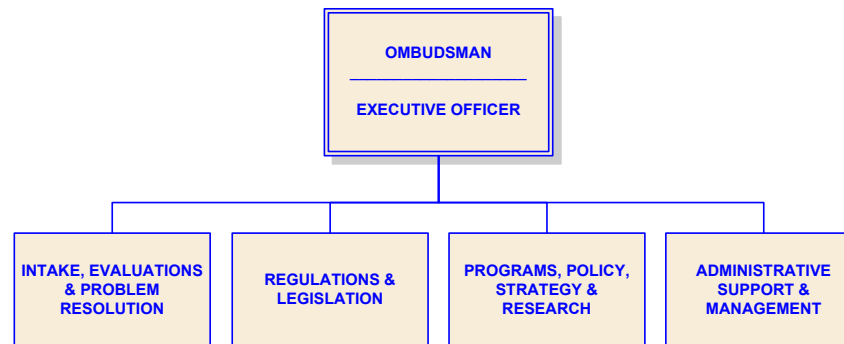 OMBUDSMAN
EXECUTIVE OFFICER
INTAKE, EVALUATIONS
& PROBLEM
RESOLUTION
REGULATIONS &
LEGISLATION
PROGRAMS, POLICY,
STRATEGY &
RESEARCH
ADMINISTRATIVE
SUPPORT &
MANAGEMENT